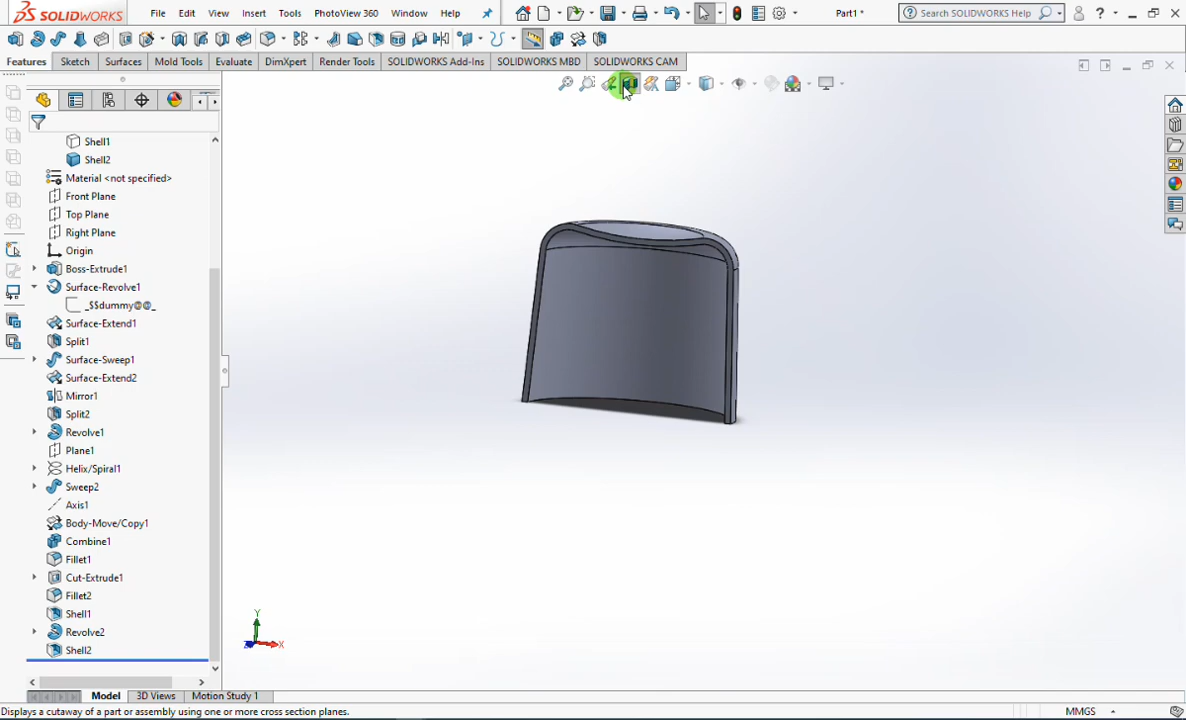 SOLIDWORKS File Edit View Insert Tools PhotoView 360 Window Help Part1 * Search SOLIDWORKS Help ?
Features Sketch Surfaces Mold Tools Evaluate DimXpert Render Tools SOLIDWORKS Add-Ins SOLIDWORKS MBD SOLIDWORKS CAM
Shell1
Shell2
Material <not specified>
Front Plane
Top Plane
Right Plane
Origin
Boss-Extrude1
Surface-Revolve1
_$$dummy@@_
Surface-Extend1
Split1
Surface-Sweep1
Surface-Extend2
Mirror1
Split2
Revolve1
Plane1
Helix/Spiral1
Sweep2
Axis1
Body-Move/Copy1
Combine1
Fillet1
Cut-Extrude1
Fillet2
Shell1
Revolve2
Shell2
Y
Z X
Model 3D Views Motion Study 1
Displays a cutaway of a part or assembly using one or more cross section planes. MMGS